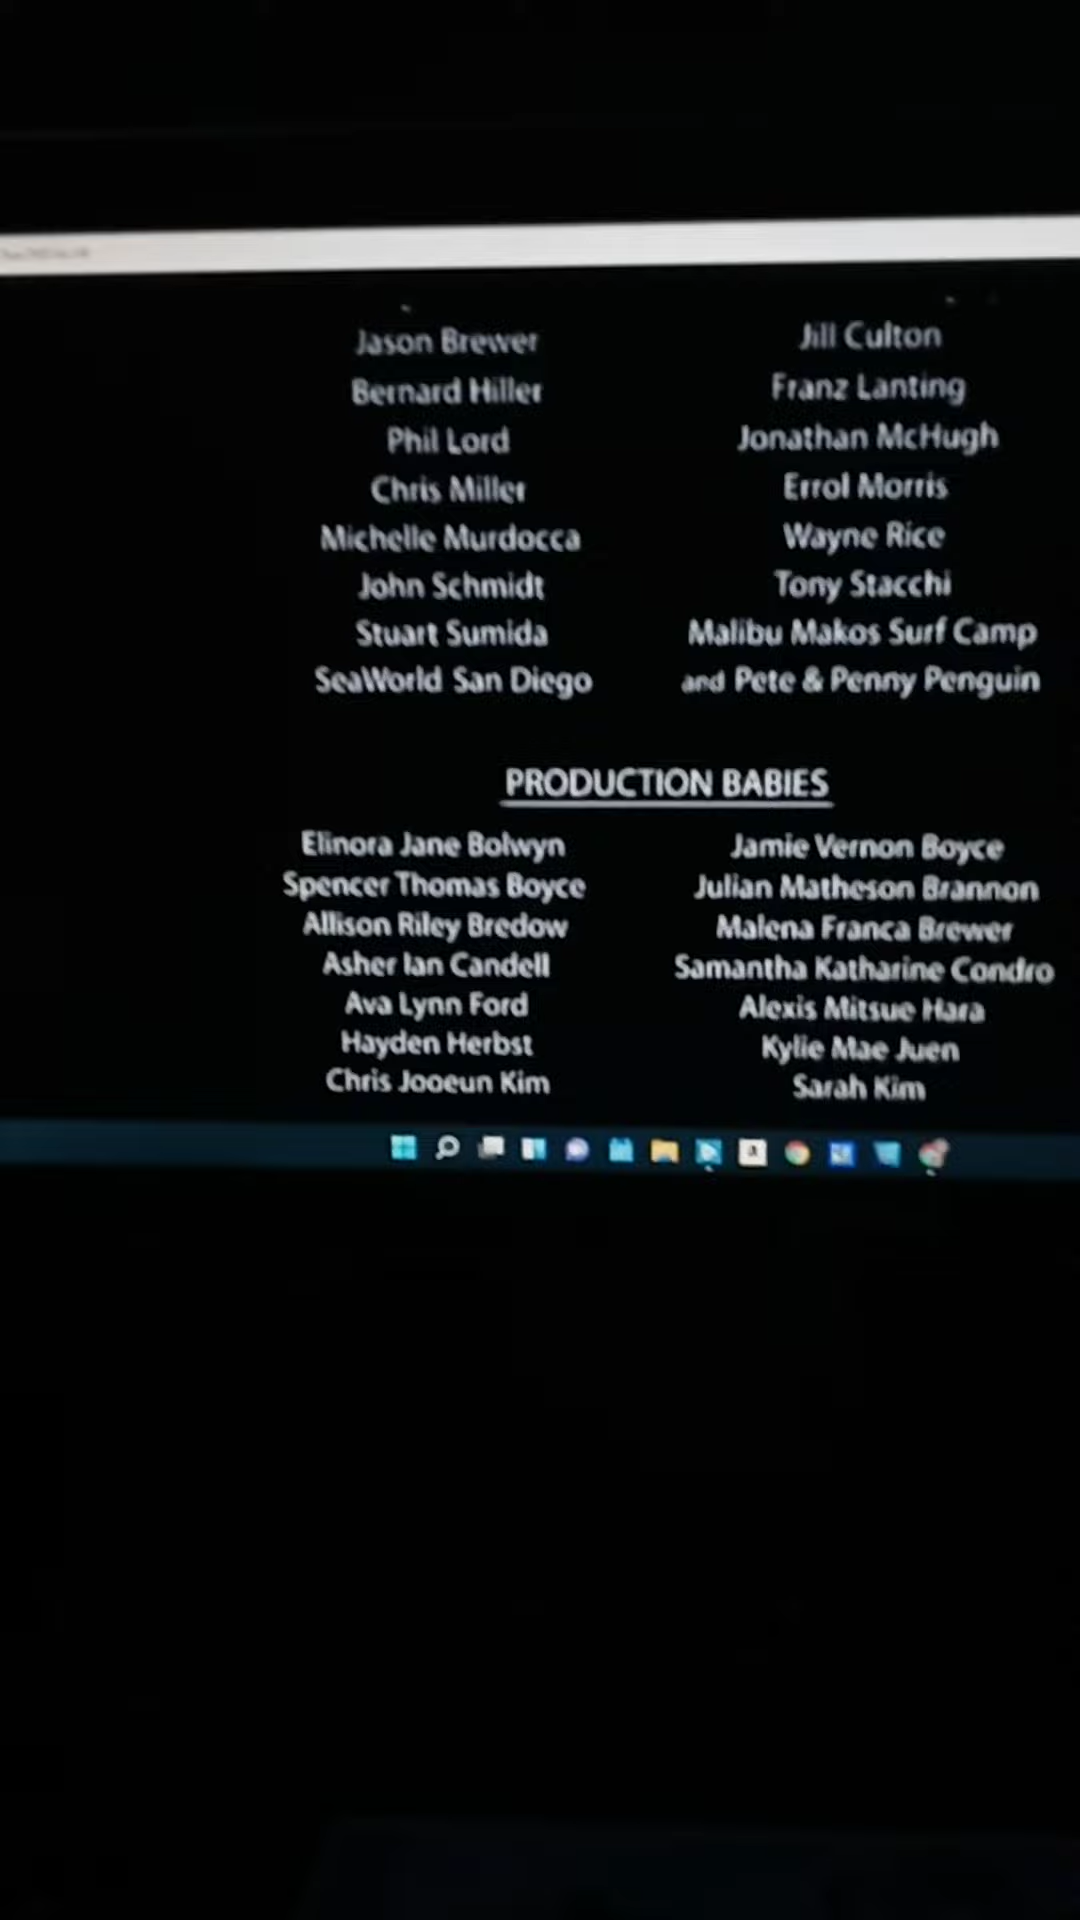 Jason Brewer Jill Culton
Bernard Hiller Franz Lanting
Phil Lord Jonathan McHugh
Chris Miller Errol Morris
Michelle Murdocca Wayne Rice
John Schmidt Tony Stacchi
Stuart Sumida Malibu Makos Surf Camp
SeaWorld San Diego and Pete & Penny Penguin
PRODUCTION BABIES
Elinora Jane Bolwyn Jamie Vernon Boyce
Spencer Thomas Boyce Julian Matheson Brannon
Allison Riley Bredow Malena Franca Brewer
Asher Ian Candell Samantha Katharine Condro
Ava Lynn Ford Alexis Mitsue Hara
Hayden Herbst Kylie Mae Juen
Chris Jooeun Kim Sarah Kim